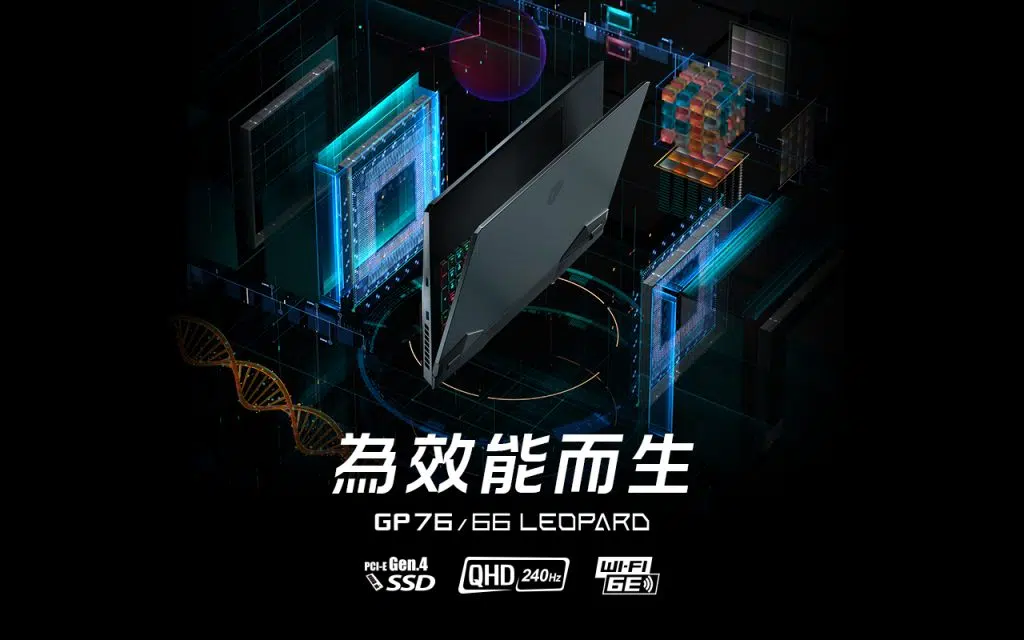 為效能而生
GP76/66 LEOPARD
PCI-E Gen.4 SSD
QHD 240Hz
WI-FI 6E